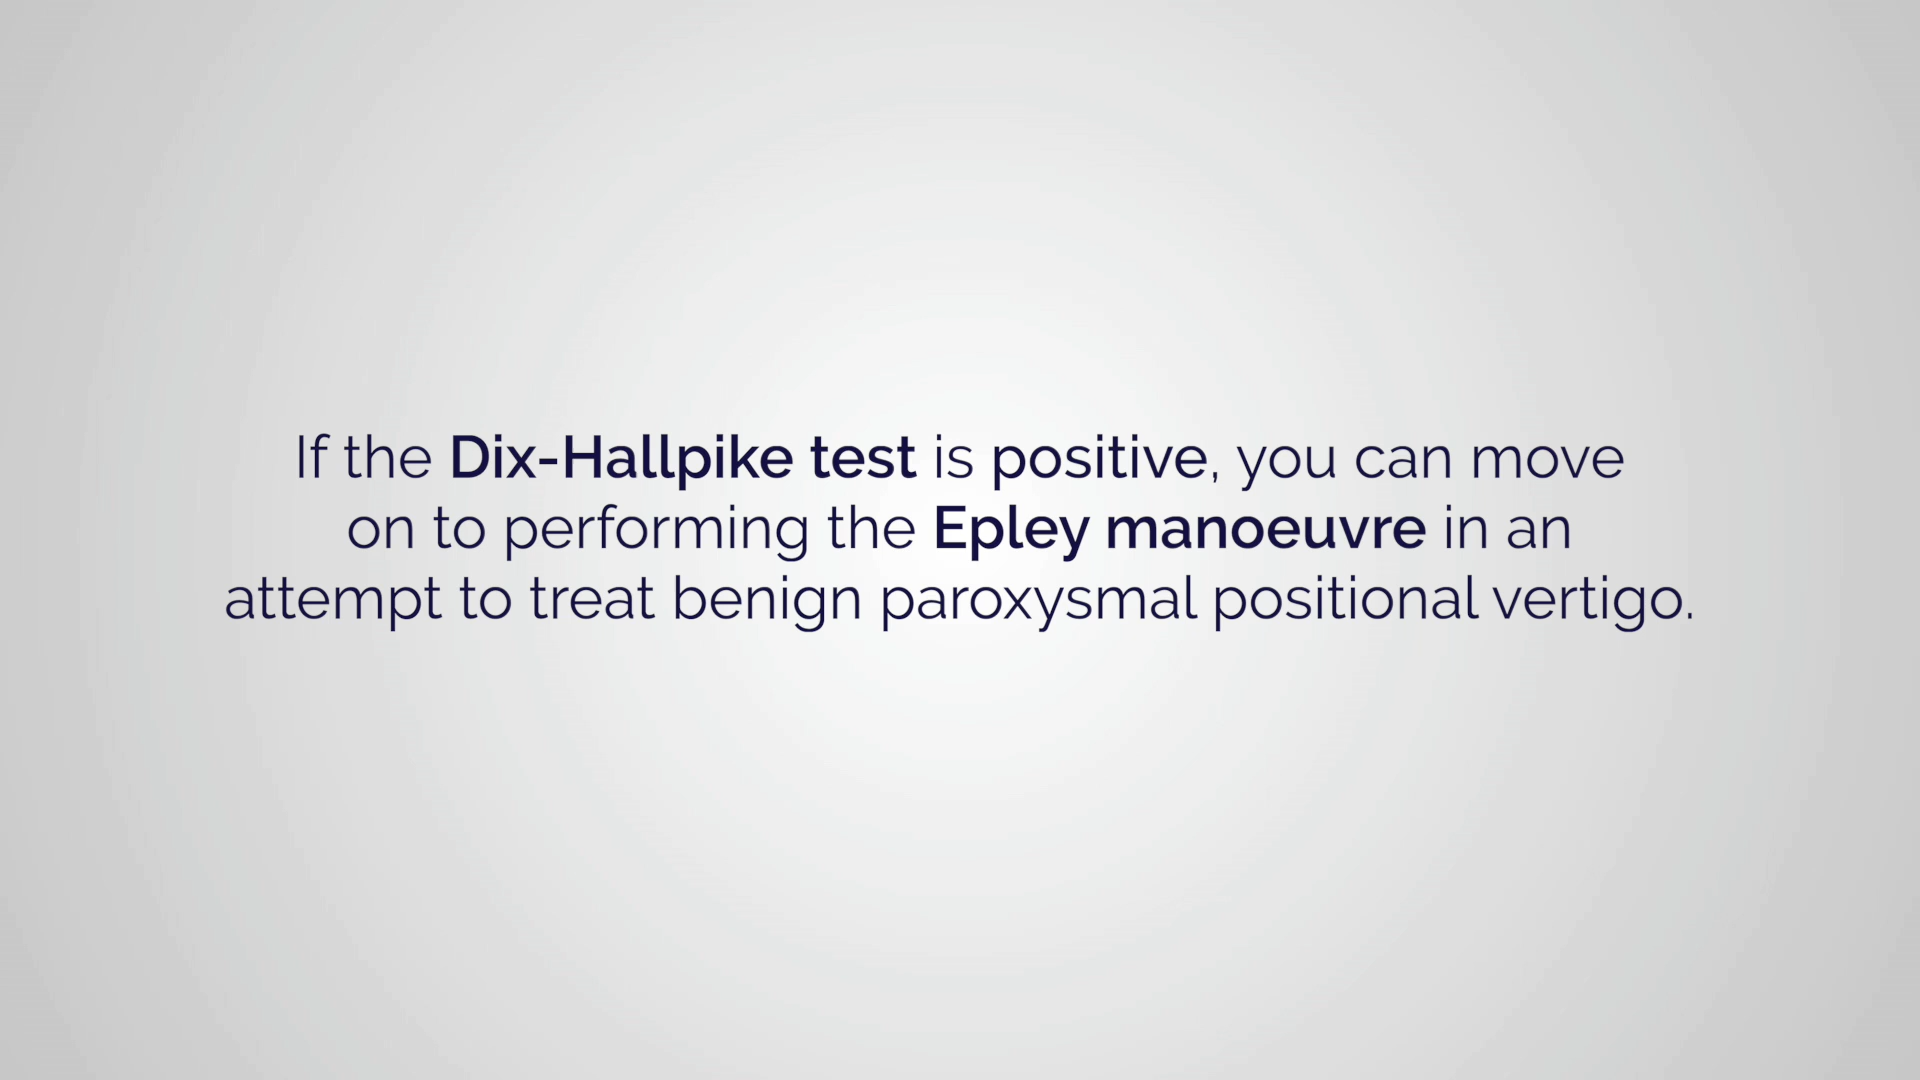 If the Dix-Hallpike test is positive, you can move
on to performing the Epley manoeuvre in an
attempt to treat benign paroxysmal positional vertigo.